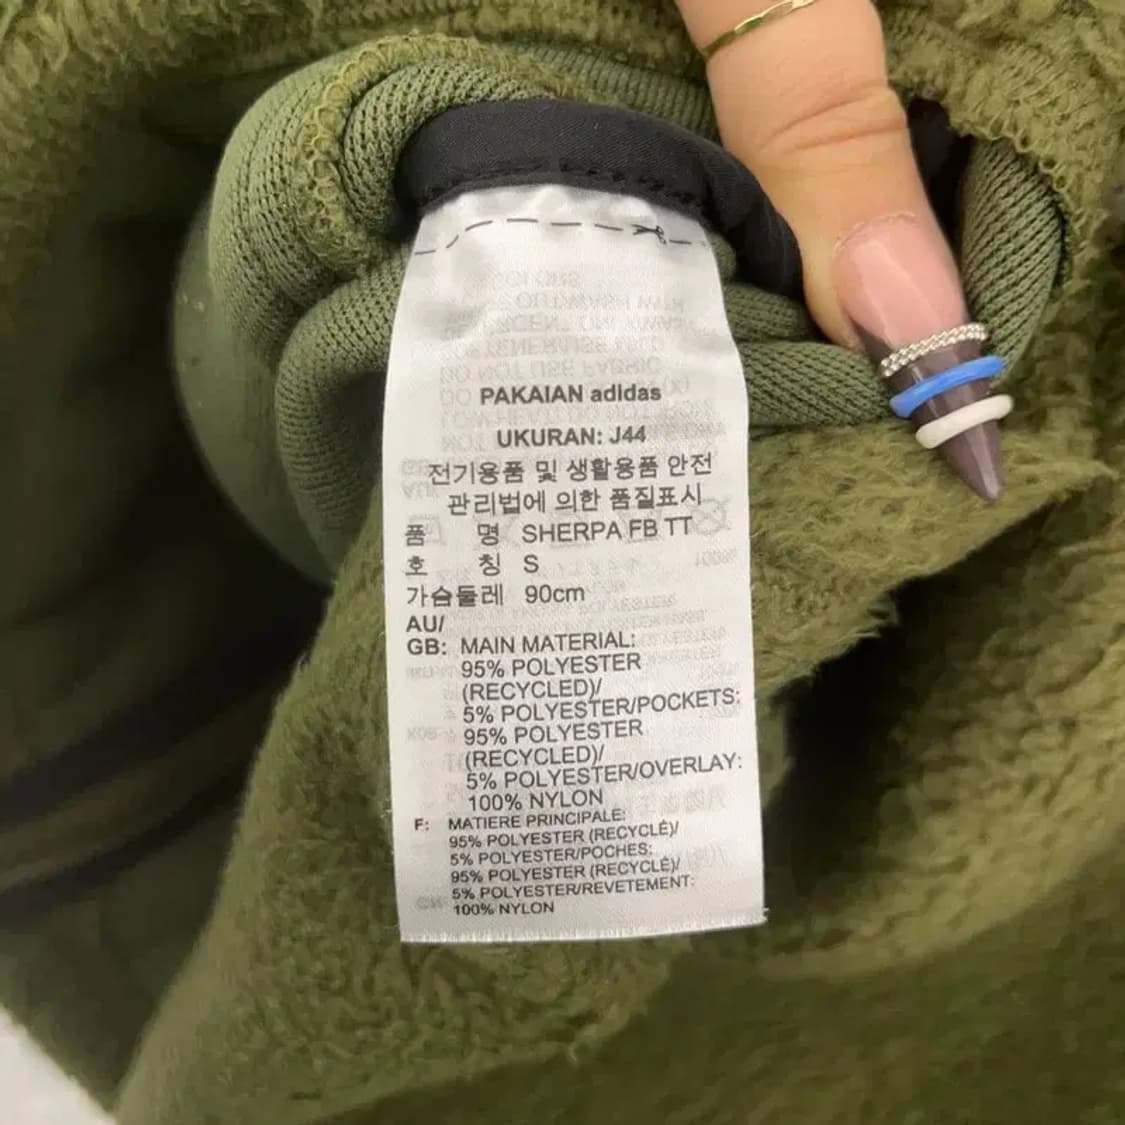 PAKAIAN adidas
UKURAN: J44
전기용품 및 생활용품 안전
관리법에 의한 품질표시
품 명 SHERPA FB TT
호 칭 S
가슴둘레 90cm
AU/
GB: MAIN MATERIAL:
95% POLYESTER
(RECYCLED)/
5% POLYESTER/POCKETS:
95% POLYESTER
(RECYCLED)/
5% POLYESTER/OVERLAY:
100% NYLON
F: MATIERE PRINCIPALE:
95% POLYESTER (RECYCLÉ)/
5% POLYESTER/POCHES:
95% POLYESTER (RECYCLÉ)/
5% POLYESTER/REVETEMENT:
100% NYLON